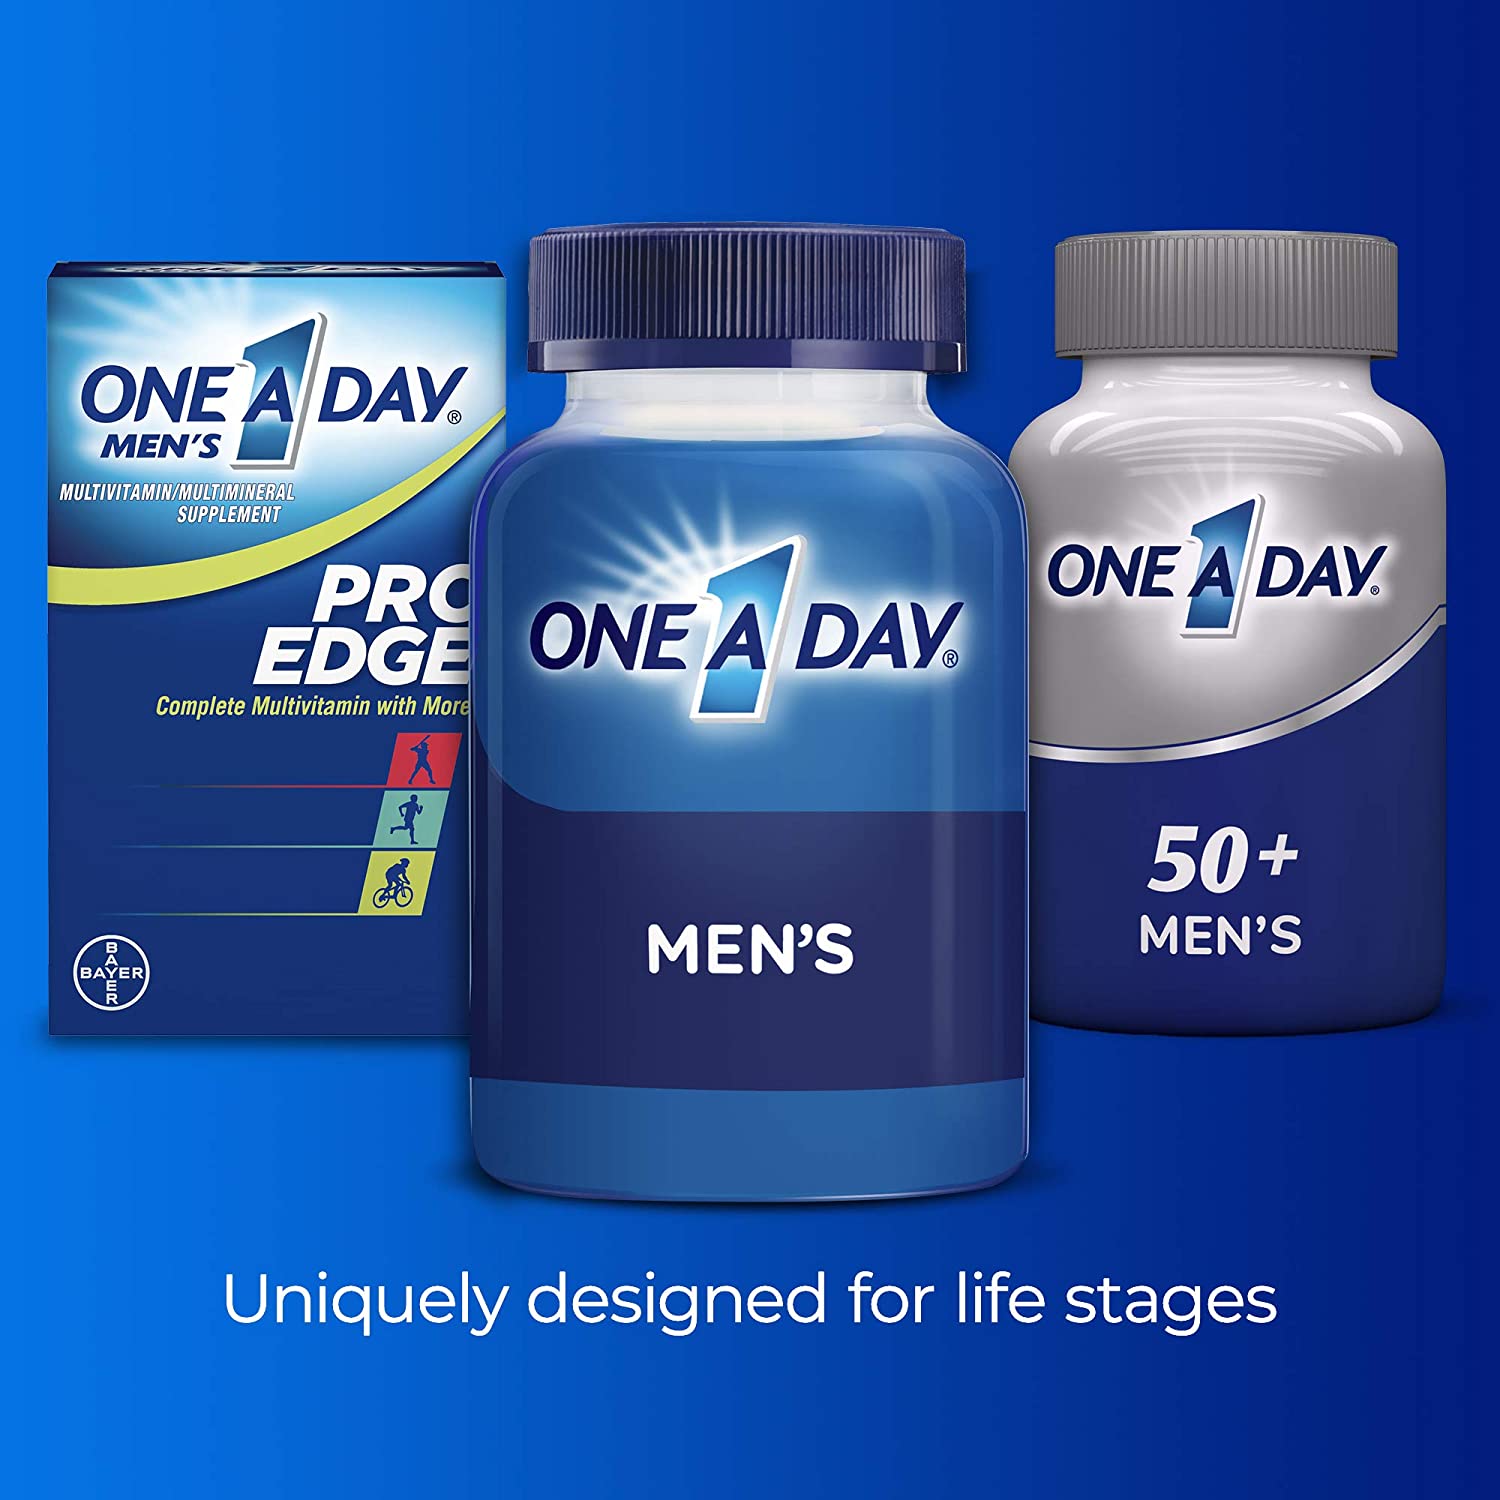 ONE A DAY®
MEN'S
MULTIVITAMIN/MULTIMINERAL
SUPPLEMENT
PRO
EDGE
Complete Multivitamin with More
BAYER
BAYER
ONE A DAY®
MEN'S
ONE A DAY®
50+
MEN'S
Uniquely designed for life stages